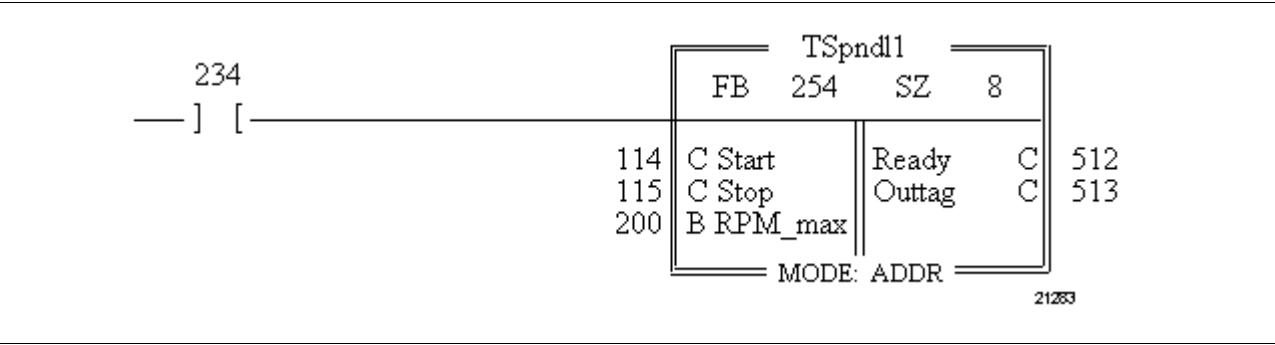 TSpndl1
234
FB 254 SZ 8
] [
114 C Start Ready C 512
115 C Stop Outtag C 513
200 B RPM_max
MODE: ADDR
21283